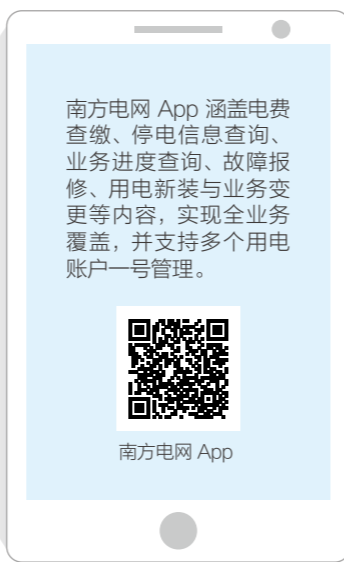 南方电网 App 涵盖电费
查缴、停电信息查询、
业务进度查询、故障报
修、用电新装与业务变
更等内容，实现全业务
覆盖，并支持多个用电
账户一号管理。
南方电网 App